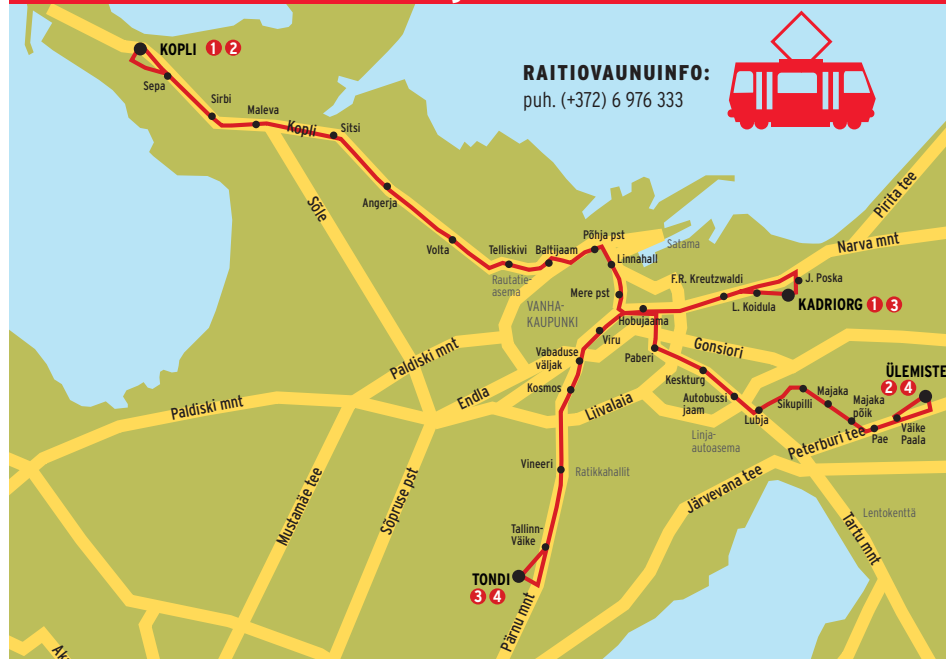 KOPLI 1 2
RAITIOVAUNUINFO:
puh. (+372) 6 976 333
Sepa
Sirbi
Maleva
Kopli
Sitsi
Angerja
Söle
Volta
Telliskivi
Baltijaam
Põhja pst
Satama
Linnahall
Pirita tee
Narva mnt
Rautatie-
asema
Mere pst
F.R. Kreutzwaldi
J. Poska
L. Koidula
KADRIORG 1 3
VANHA-
KAUPUNKI
Hobujaama
Viru
Paberi
Gonsiori
Paldiski mnt
Vabaduse
väljak
Kosmos
Endla
Liivalaia
Keskturg
Autobussi
jaam
Lubja
Sikupilli
Majaka
Majaka
põik
ÜLEMISTE
2 4
Pae
Väike
Paala
Paldiski mnt
Linja-
autoasema
Peterburi tee
Vineeri
Ratikkahallit
Järvevana tee
Mustamäe tee
Sõpruse pst
Tallinn-
Väike
Tartu mnt
Lentokenttä
TONDI
3 4
Pärnu mnt